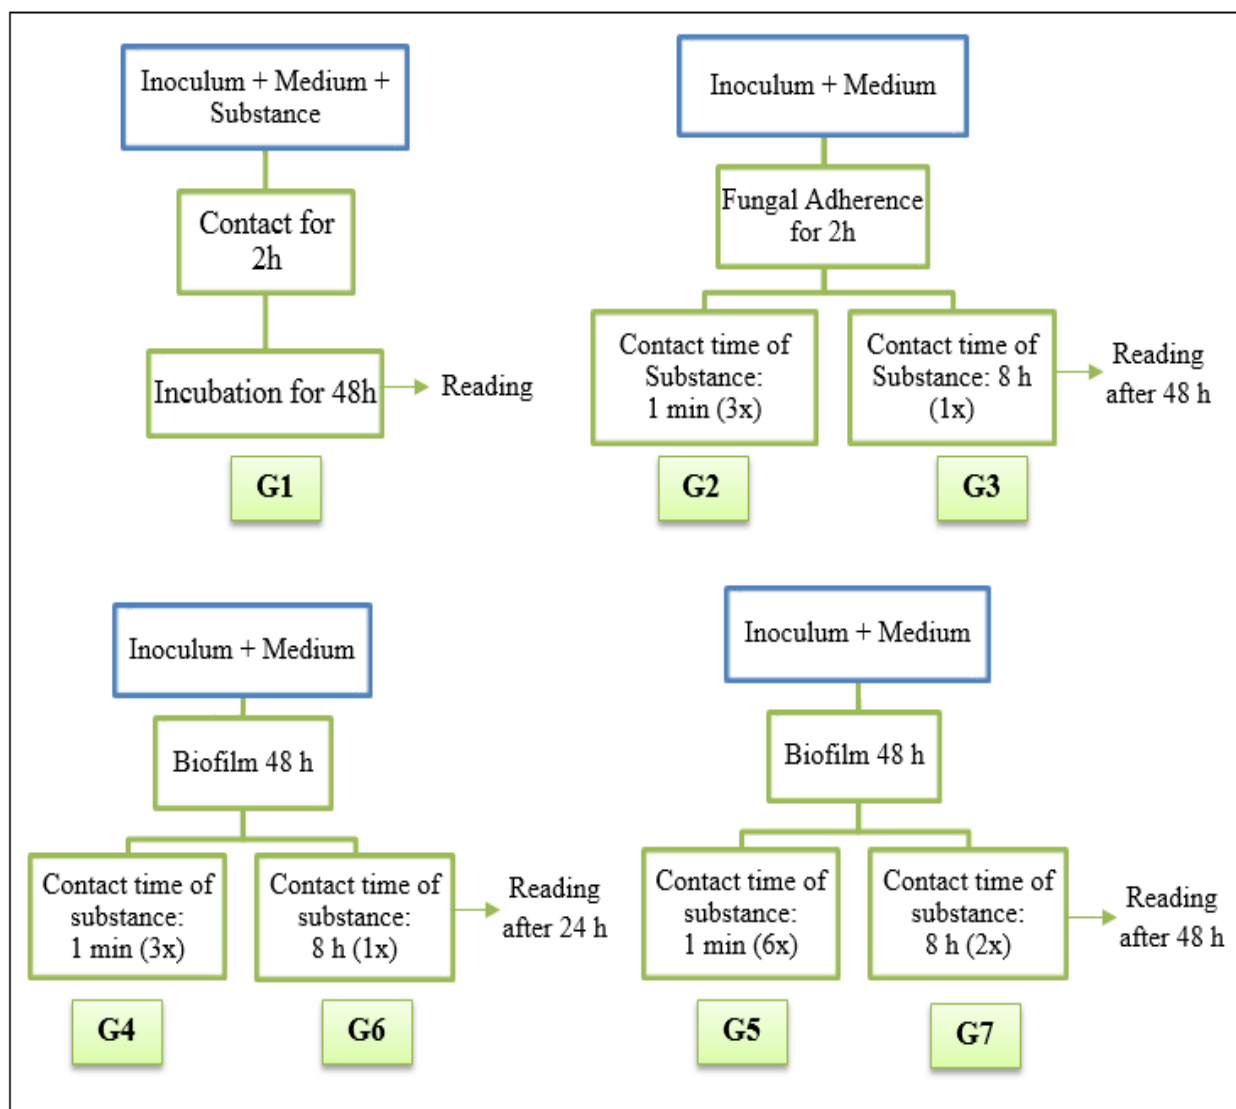 Inoculum + Medium +
Substance
Contact for
2h
Incubation for 48h
Reading
G1
Inoculum + Medium
Fungal Adherence
for 2h
Contact time of
Substance:
1 min (3x)
Contact time of
Substance: 8 h
(1x)
Reading
after 48 h
G2
G3
Inoculum + Medium
Biofilm 48 h
Contact time of
substance:
1 min (3x)
Contact time of
substance:
8 h (1x)
Reading
after 24 h
G4
G6
Inoculum + Medium
Biofilm 48 h
Contact time of
substance:
1 min (6x)
Contact time of
substance:
8 h (2x)
Reading
after 48 h
G5
G7